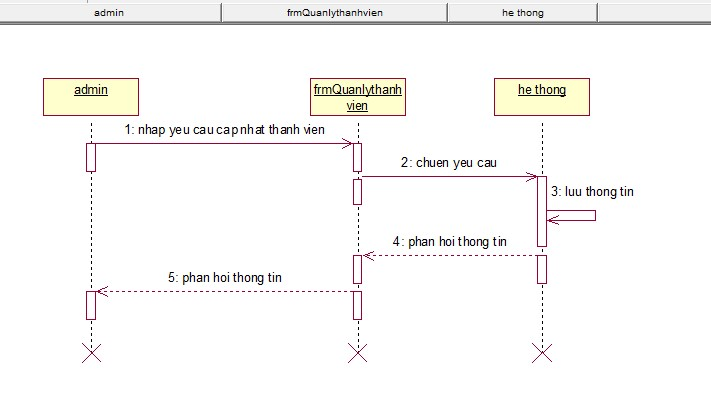 admin
frmQuanlythanhvien
he thong
admin
frmQuanlythanh
vien
he thong
1: nhap yeu cau cap nhat thanh vien
2: chuen yeu cau
3: luu thong tin
4: phan hoi thong tin
5: phan hoi thong tin